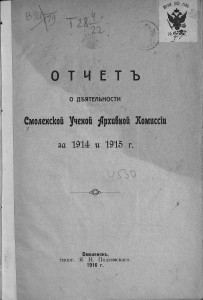 ОТЧЕТЪ
О ДѢЯТЕЛЬНОСТИ
Смоленской Ученой Архивной Комиссіи
за 1914 и 1915 г.
Смоленскъ.
1916 г.